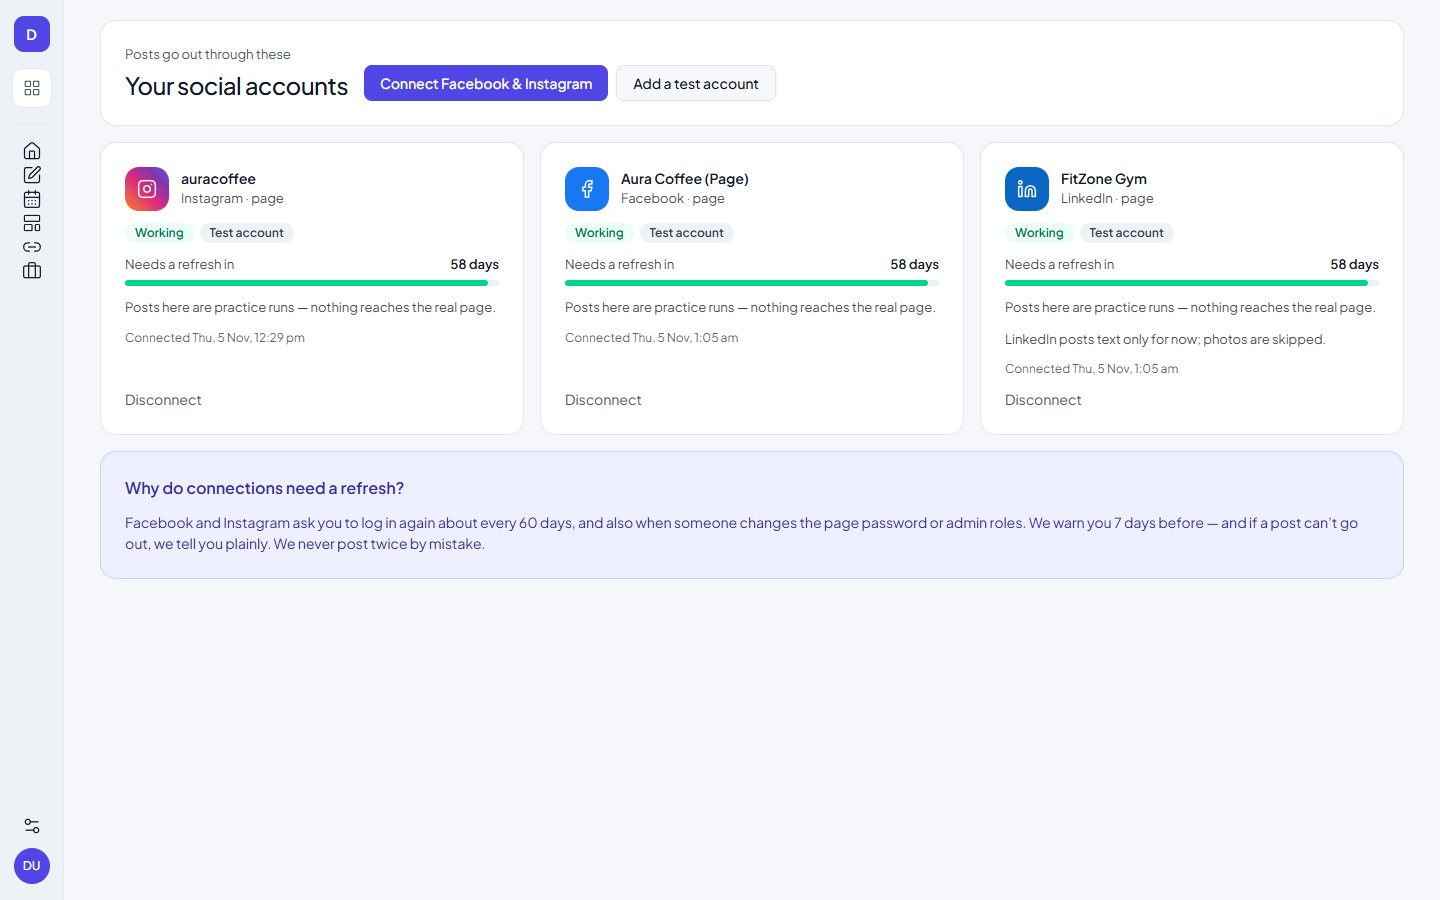 D
Posts go out through these
Your social accounts
Connect Facebook & Instagram
Add a test account
auracoffee
Instagram · page
Working
Test account
Needs a refresh in
58 days
Posts here are practice runs — nothing reaches the real page.
Connected Thu, 5 Nov, 12:29 pm
Disconnect
Aura Coffee (Page)
Facebook · page
Working
Test account
Needs a refresh in
58 days
Posts here are practice runs — nothing reaches the real page.
Connected Thu, 5 Nov, 1:05 am
Disconnect
FitZone Gym
LinkedIn · page
Working
Test account
Needs a refresh in
58 days
Posts here are practice runs — nothing reaches the real page.
LinkedIn posts text only for now; photos are skipped.
Connected Thu, 5 Nov, 1:05 am
Disconnect
Why do connections need a refresh?
Facebook and Instagram ask you to log in again about every 60 days, and also when someone changes the page password or admin roles. We warn you 7 days before — and if a post can’t go
out, we tell you plainly. We never post twice by mistake.
DU